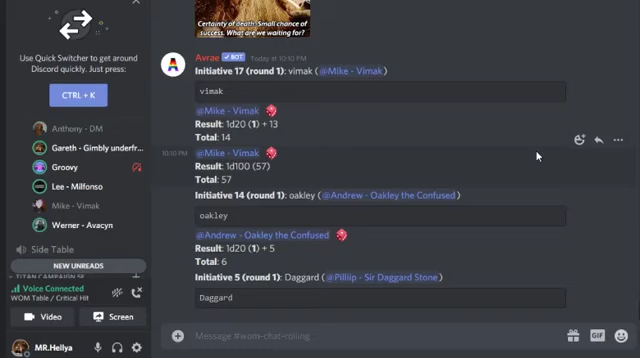 Use Quick Switcher to get around
Discord quickly. Just press:
CTRL + K
Anthony - DM
Gareth - Gimbly underfr...
Groovy
Lee - Milfonso
Mike - Vimak
Werner - Avacyn
Side Table
NEW UNREADS
Voice Connected
WOM Table / Critical Hit
Video
Screen
MR.Hellya
Certainty of death. Small chance of
success. What are we waiting for?
Avrae BOT Today at 10:10 PM
Initiative 17 (round 1): vimak (@Mike - Vimak)
vimak
@Mike - Vimak
Result: 1d20 (1) + 13
Total: 14
10:10 PM @Mike - Vimak
Result: 1d100 (57)
Total: 57
Initiative 14 (round 1): oakley (@Andrew - Oakley the Confused)
oakley
@Andrew - Oakley the Confused
Result: 1d20 (1) + 5
Total: 6
Initiative 5 (round 1): Daggard (@Pilliip - Sir Daggard Stone)
Daggard
Message #wom-chat-rolling
GIF